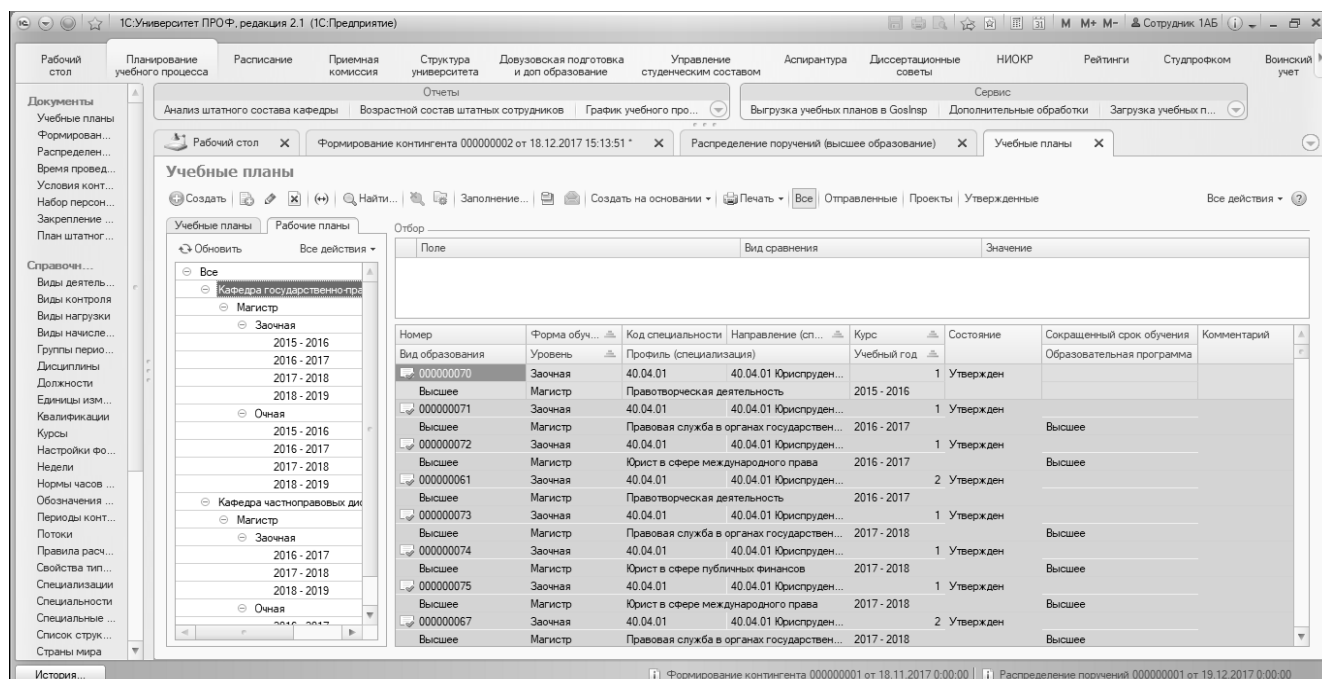 1С:Университет ПРОФ, редакция 2.1 (1С:Предприятие)
M M+ M- Сотрудник 1АБ
Рабочий стол
Планирование учебного процесса
Расписание
Приемная комиссия
Структура университета
Довузовская подготовка и доп образование
Управление студенческим составом
Аспирантура
Диссертационные советы
НИОКР
Рейтинги
Студпрофком
Воинский учет
Отчеты
Анализ штатного состава кафедры
Возрастной состав штатных сотрудников
График учебного про...
Сервис
Выгрузка учебных планов в GosInsp
Дополнительные обработки
Загрузка учебных п...
Документы
Учебные планы
Формирован...
Распределен...
Время провед...
Условия конт...
Набор персон...
Закрепление ...
План штатног...
Справочн...
Виды деятель...
Виды контроля
Виды нагрузки
Виды начисле...
Группы перио...
Дисциплины
Должности
Единицы изм...
Квалификации
Курсы
Настройки фо...
Недели
Нормы часов ...
Обозначения ...
Периоды конт...
Потоки
Правила расч...
Свойства тип...
Специализации
Специальности
Специальные ...
Список струк...
Страны мира
Рабочий стол
Формирование контингента 000000002 от 18.12.2017 15:13:51 *
Распределение поручений (высшее образование)
Учебные планы
Учебные планы
Создать Найти... Заполнение... Создать на основании Печать Все Отправленные Проекты Утвержденные Все действия
Учебные планы Рабочие планы
Обновить Все действия
Все
Кафедра государственно-пра
Магистр
Заочная
2015 - 2016
2016 - 2017
2017 - 2018
2018 - 2019
Очная
2015 - 2016
2016 - 2017
2017 - 2018
2018 - 2019
Кафедра частноправовых дис
Магистр
Заочная
2016 - 2017
2017 - 2018
2018 - 2019
Очная
Отбор
Поле Вид сравнения Значение
Номер Форма обуч... Код специальности Направление (сп... Курс Состояние Сокращенный срок обучения Комментарий
Вид образования Уровень Профиль (специализация) Учебный год Образовательная программа
000000070 Заочная 40.04.01 40.04.01 Юриспруден... 1 Утвержден
Высшее Магистр Правотворческая деятельность 2015 - 2016
000000071 Заочная 40.04.01 40.04.01 Юриспруден... 1 Утвержден
Высшее Магистр Правовая служба в органах государствен... 2016 - 2017 Высшее
000000072 Заочная 40.04.01 40.04.01 Юриспруден... 1 Утвержден
Высшее Магистр Юрист в сфере международного права 2016 - 2017 Высшее
000000061 Заочная 40.04.01 40.04.01 Юриспруден... 2 Утвержден
Высшее Магистр Правотворческая деятельность 2016 - 2017
000000073 Заочная 40.04.01 40.04.01 Юриспруден... 1 Утвержден
Высшее Магистр Правовая служба в органах государствен... 2017 - 2018 Высшее
000000074 Заочная 40.04.01 40.04.01 Юриспруден... 1 Утвержден
Высшее Магистр Юрист в сфере публичных финансов 2017 - 2018 Высшее
000000075 Заочная 40.04.01 40.04.01 Юриспруден... 1 Утвержден
Высшее Магистр Юрист в сфере международного права 2017 - 2018 Высшее
000000067 Заочная 40.04.01 40.04.01 Юриспруден... 2 Утвержден
Высшее Магистр Правовая служба в органах государствен... 2017 - 2018 Высшее
История...
Формирование контингента 000000001 от 18.11.2017 0:00:00
Распределение поручений 000000001 от 19.12.2017 0:00:00